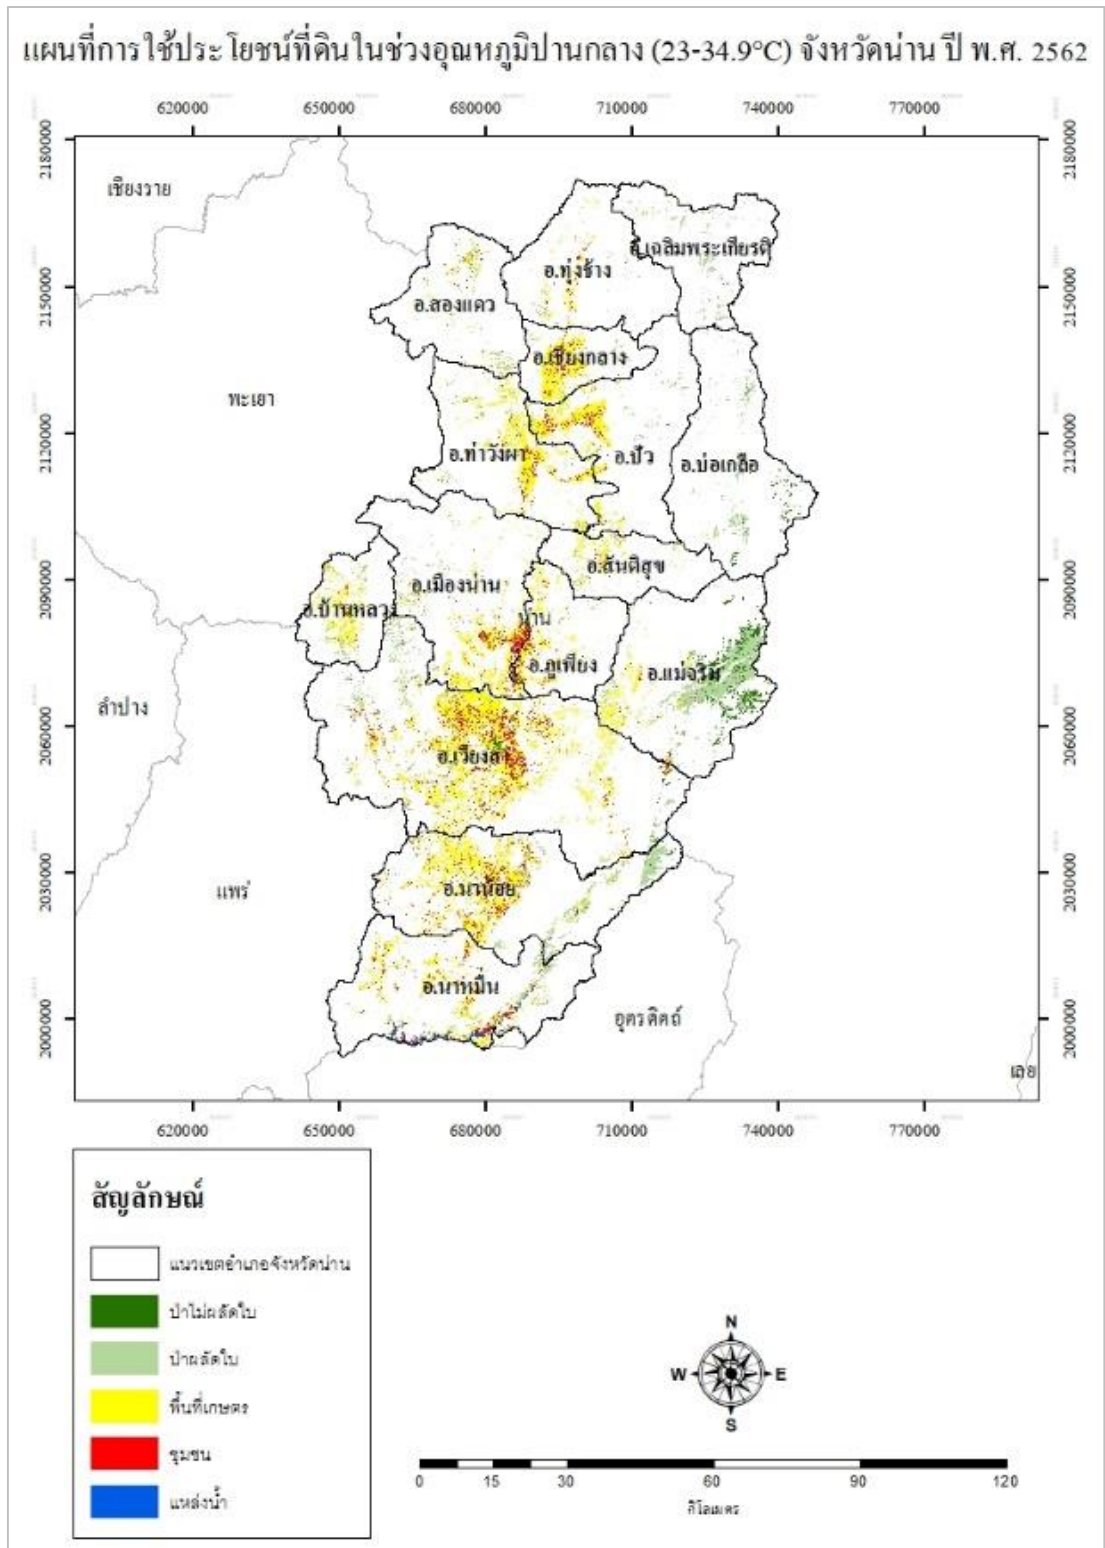 แผนที่การใช้ประโยชน์ที่ดินในช่วงอุณหภูมิปานกลาง (23-34.9°C) จังหวัดน่าน ปี พ.ศ. 2562
620000 650000 680000 710000 740000 770000
2180000 2180000
เชียงราย
อ.เฉลิมพระเกียรติ
อ.ทุ่งช้าง
2150000 2150000
อ.สองแคว
อ.เชียงกลาง
พะเยา
2120000 2120000
อ.ท่าวังผา อ.ปัว อ.บ่อเกลือ
อ.สันติสุข
2090000 2090000
อ.เมืองน่าน
อ.บ้านหลวง
น่าน
อ.ภูเพียง อ.แม่จริม
ลำปาง
2060000 2060000
อ.เวียงสา
แพร่
2030000 2030000
อ.นาน้อย
อ.นาหมื่น
2000000 2000000
อุตรดิตถ์
เลย
620000 650000 680000 710000 740000 770000
สัญลักษณ์
แนวเขตอำเภอจังหวัดน่าน
ป่าไม่ผลัดใบ
ป่าผลัดใบ
พื้นที่เกษตร
ชุมชน
แหล่งน้ำ
N
W E
S
0 15 30 60 90 120
กิโลเมตร